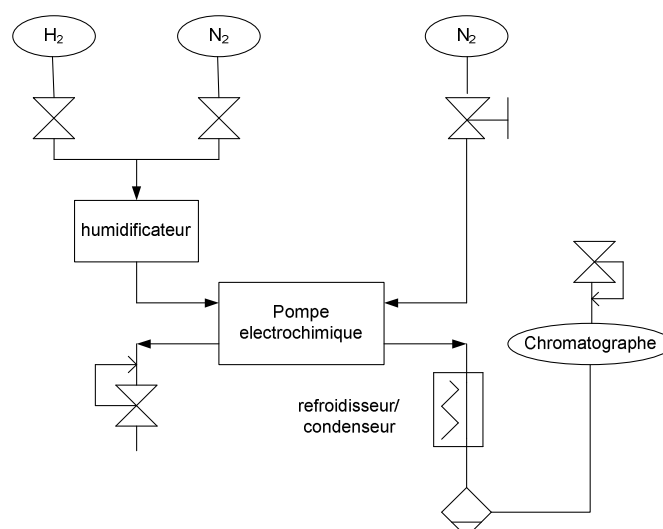 H₂
N₂
N₂
humidificateur
Pompe
electrochimique
Chromatographe
refroidisseur/
condenseur